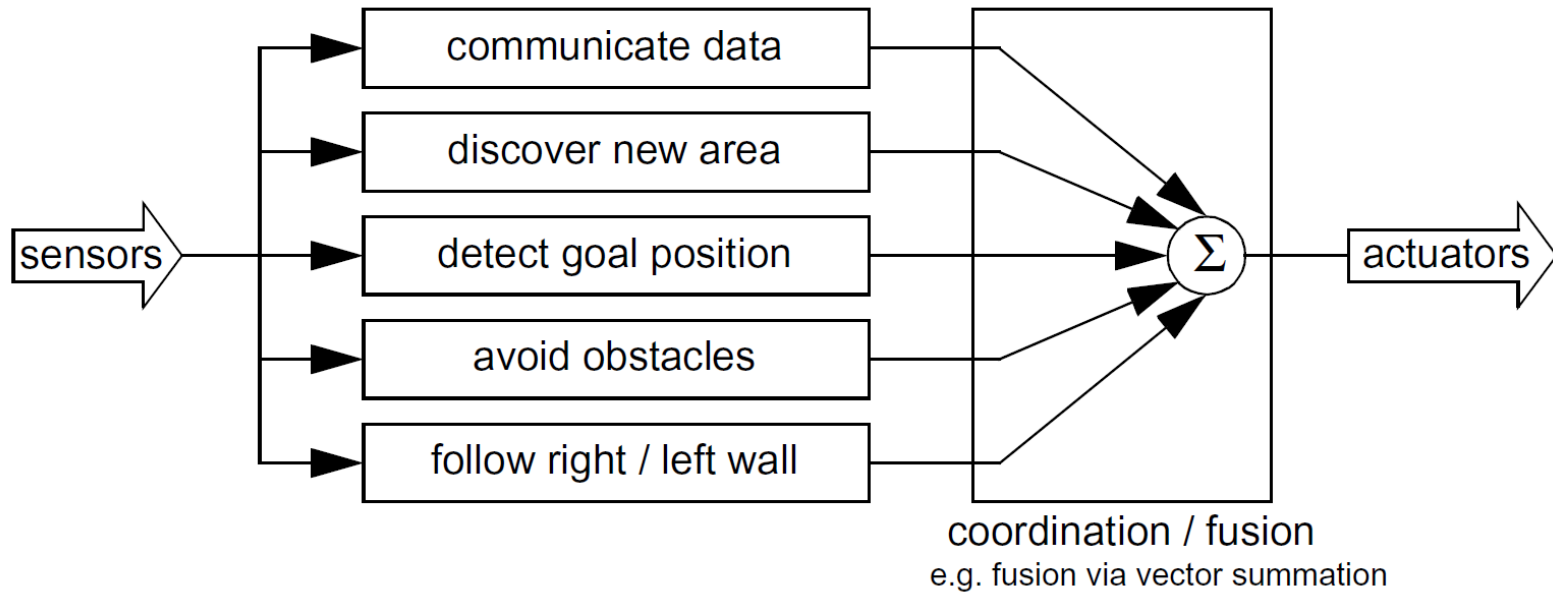 communicate data
discover new area
sensors
detect goal position
Σ
actuators
avoid obstacles
follow right / left wall
coordination / fusion
e.g. fusion via vector summation